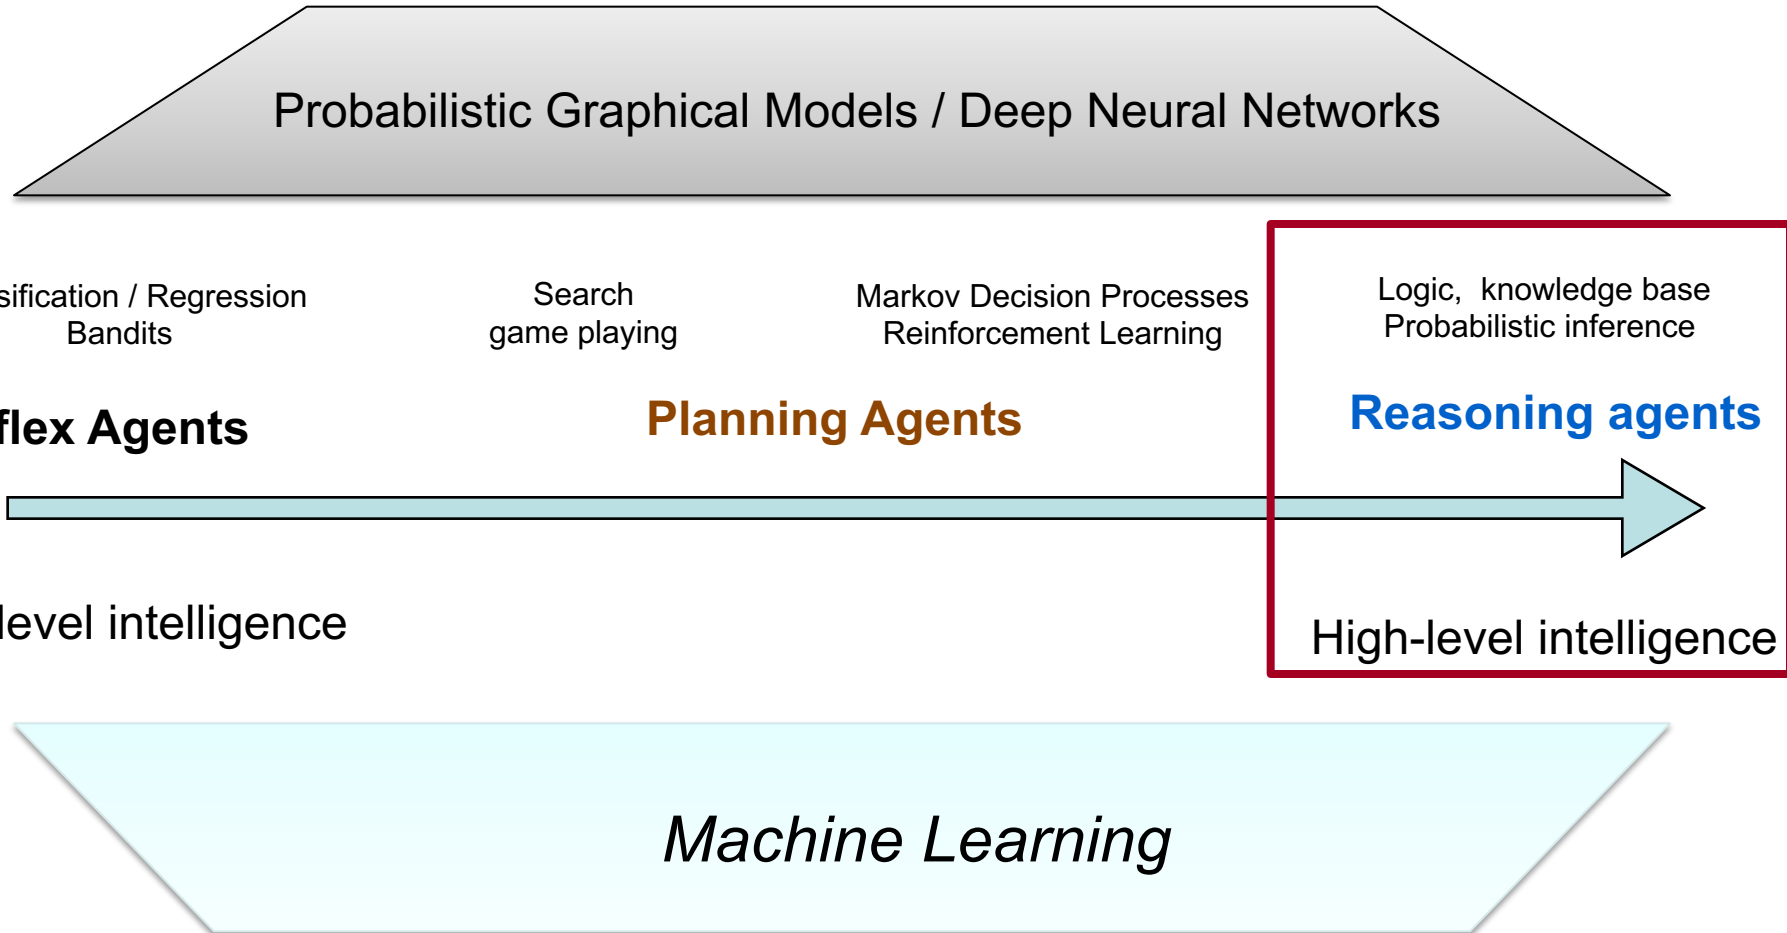 Probabilistic Graphical Models / Deep Neural Networks
sification / Regression
Bandits
Search
game playing
Markov Decision Processes
Reinforcement Learning
Logic, knowledge base
Probabilistic inference
flex Agents
Planning Agents
Reasoning agents
level intelligence
High-level intelligence
Machine Learning